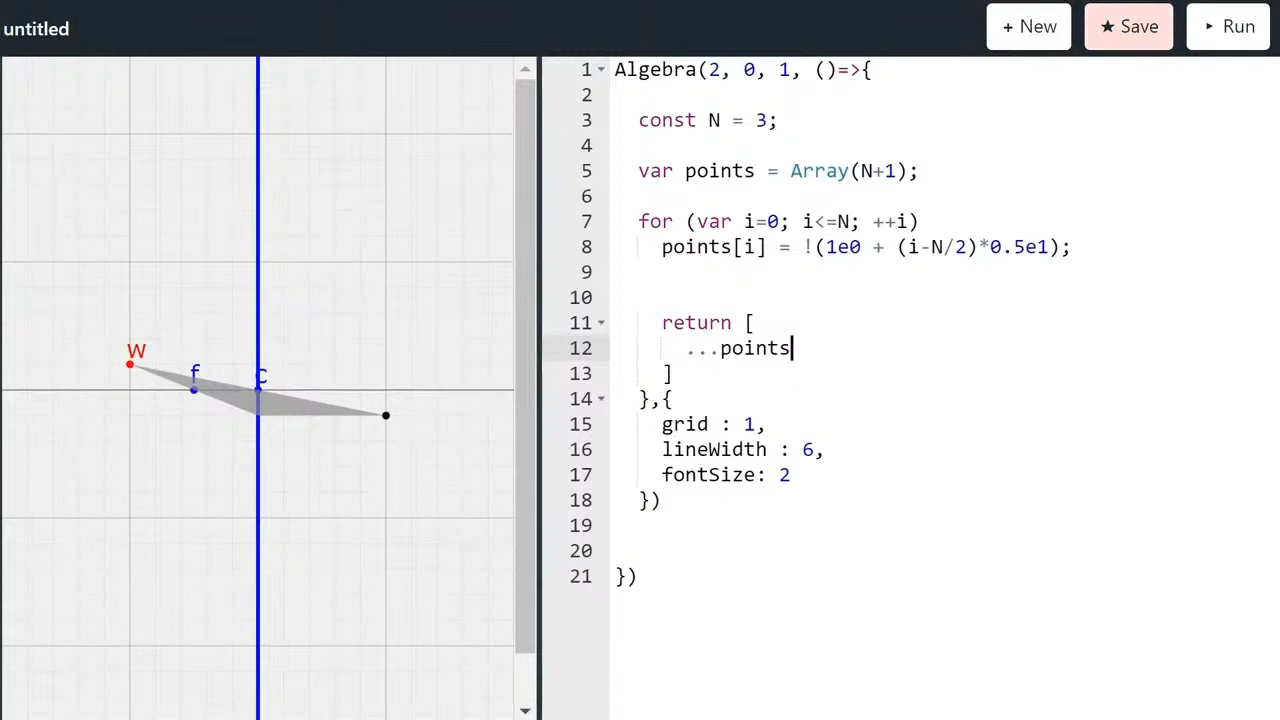 untitled
+ New
★ Save
▸ Run
W
f
c
1 Algebra(2, 0, 1, ()=>{
2
3 const N = 3;
4
5 var points = Array(N+1);
6
7 for (var i=0; i<=N; ++i)
8 points[i] = !(1e0 + (i-N/2)*0.5e1);
9
10
11 return [
12 ...points
13 ]
14 },{
15 grid : 1,
16 lineWidth : 6,
17 fontSize: 2
18 })
19
20
21 })